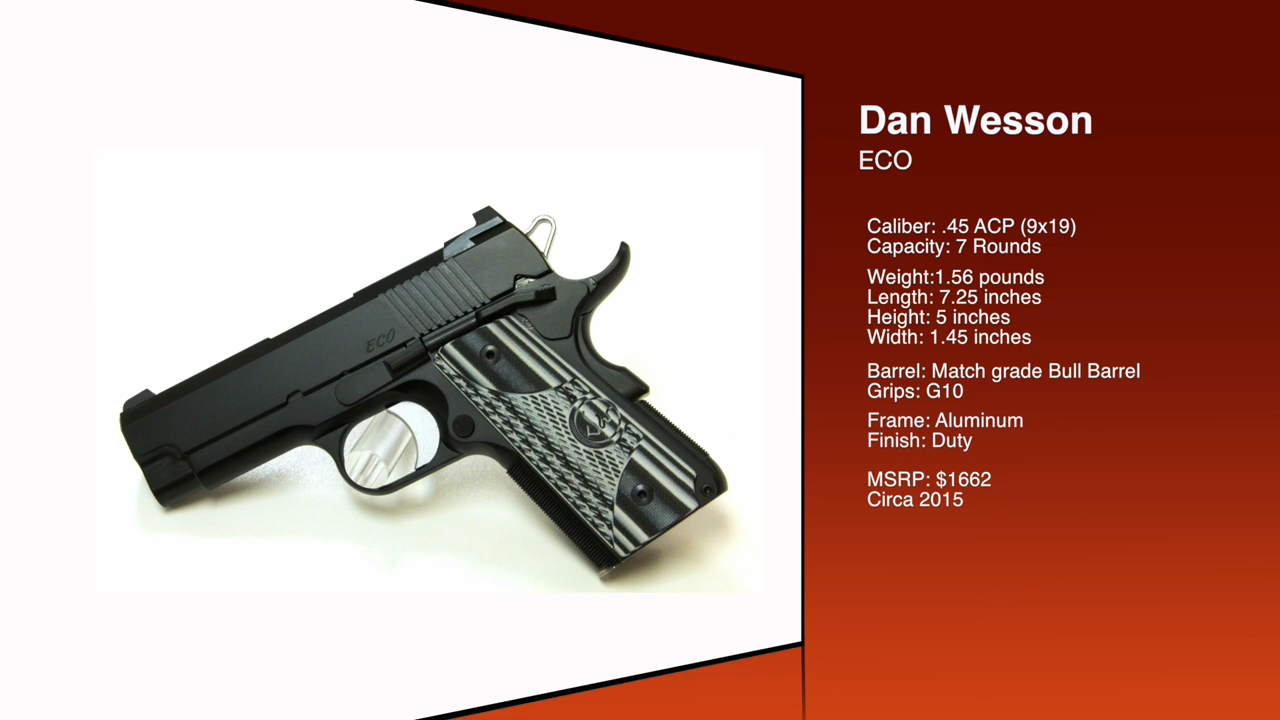 Dan Wesson
ECO
Caliber: .45 ACP (9x19)
Capacity: 7 Rounds
Weight:1.56 pounds
Length: 7.25 inches
Height: 5 inches
Width: 1.45 inches
Barrel: Match grade Bull Barrel
Grips: G10
Frame: Aluminum
Finish: Duty
MSRP: $1662
Circa 2015
ECO